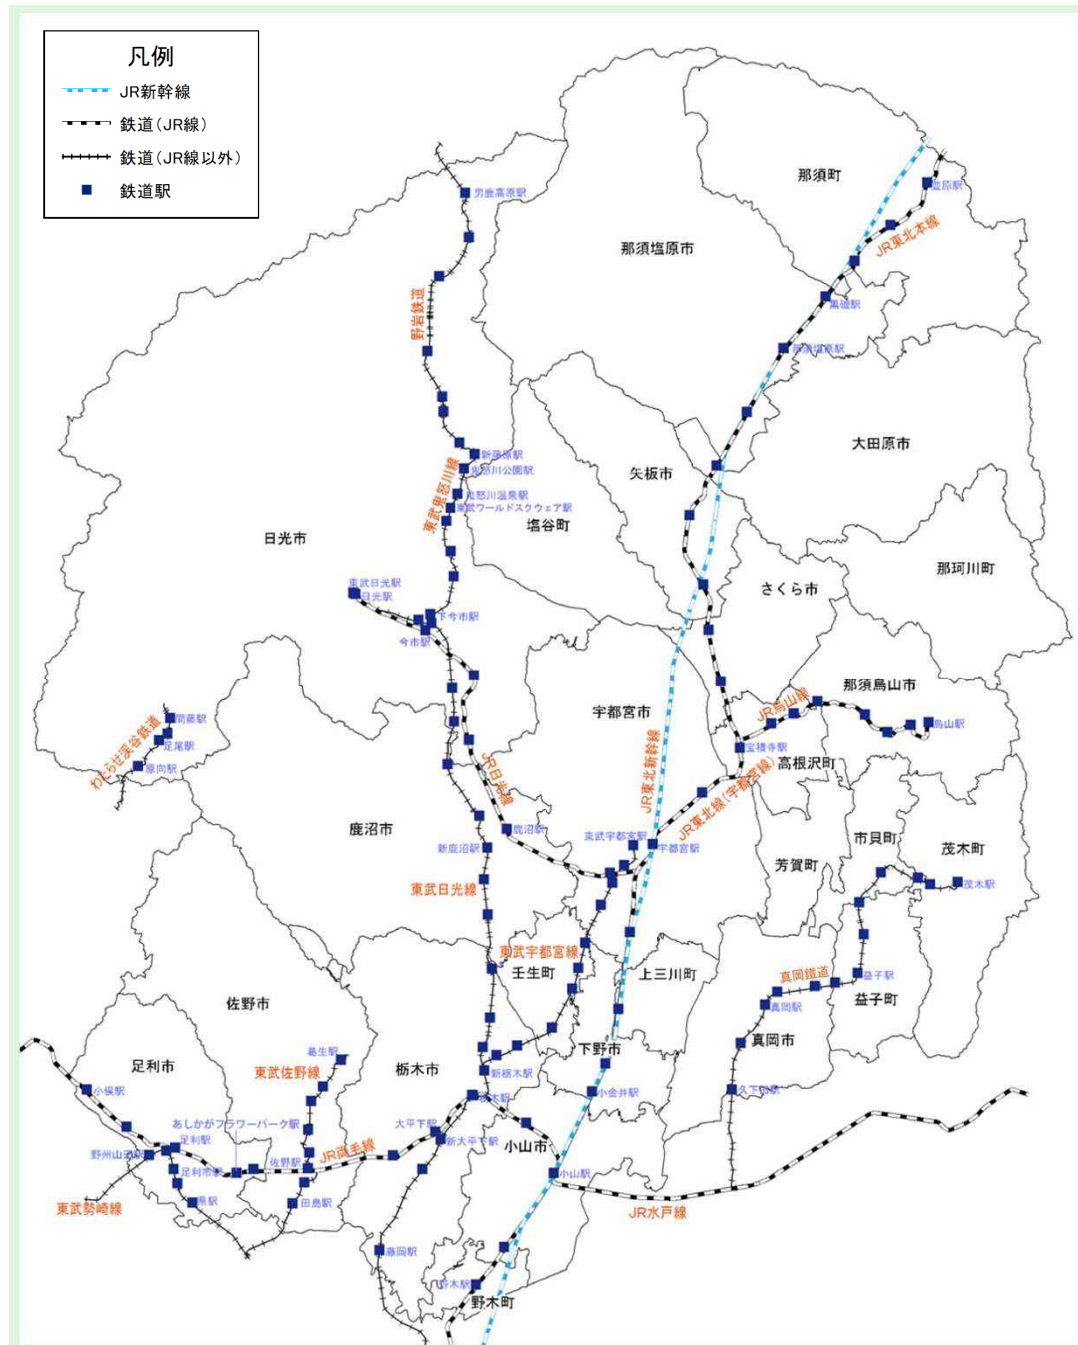 凡例
JR新幹線
鉄道(JR線)
鉄道(JR線以外)
鉄道駅
那須町
豊原駅
男鹿高原駅
那須塩原市
JR東北本線
黒磯駅
野岩鉄道
那須塩原駅
大田原市
新藤原駅
矢板市
鬼怒川公園駅
東武鬼怒川線
鬼怒川温泉駅
東武ワールドスクウェア駅
塩谷町
日光市
那珂川町
東武日光駅
日光駅
さくら市
下今市駅
今市駅
那須烏山市
JR烏山線
宇都宮市
間藤駅
烏山駅
わたらせ渓谷鉄道
足尾駅
宝積寺駅
原向駅
高根沢町
JR日光線
JR東北新幹線
JR東北線(宇都宮線)
鹿沼市
鹿沼駅
東武宇都宮駅
市貝町
新鹿沼駅
宇都宮駅
茂木町
芳賀町
東武日光線
茂木駅
東武宇都宮線
壬生町
上三川町
真岡鐵道
益子駅
佐野市
真岡駅
益子町
真岡市
葛生駅
下野市
足利市
東武佐野線
栃木市
新栃木駅
小俣駅
小金井駅
久下田駅
栃木駅
あしかがフラワーパーク駅
大平下駅
足利駅
新大平下駅
小山市
野州山辺駅
JR両毛線
佐野駅
足利市駅
小山駅
県駅
田島駅
東武勢崎線
JR水戸線
藤岡駅
野木駅
野木町